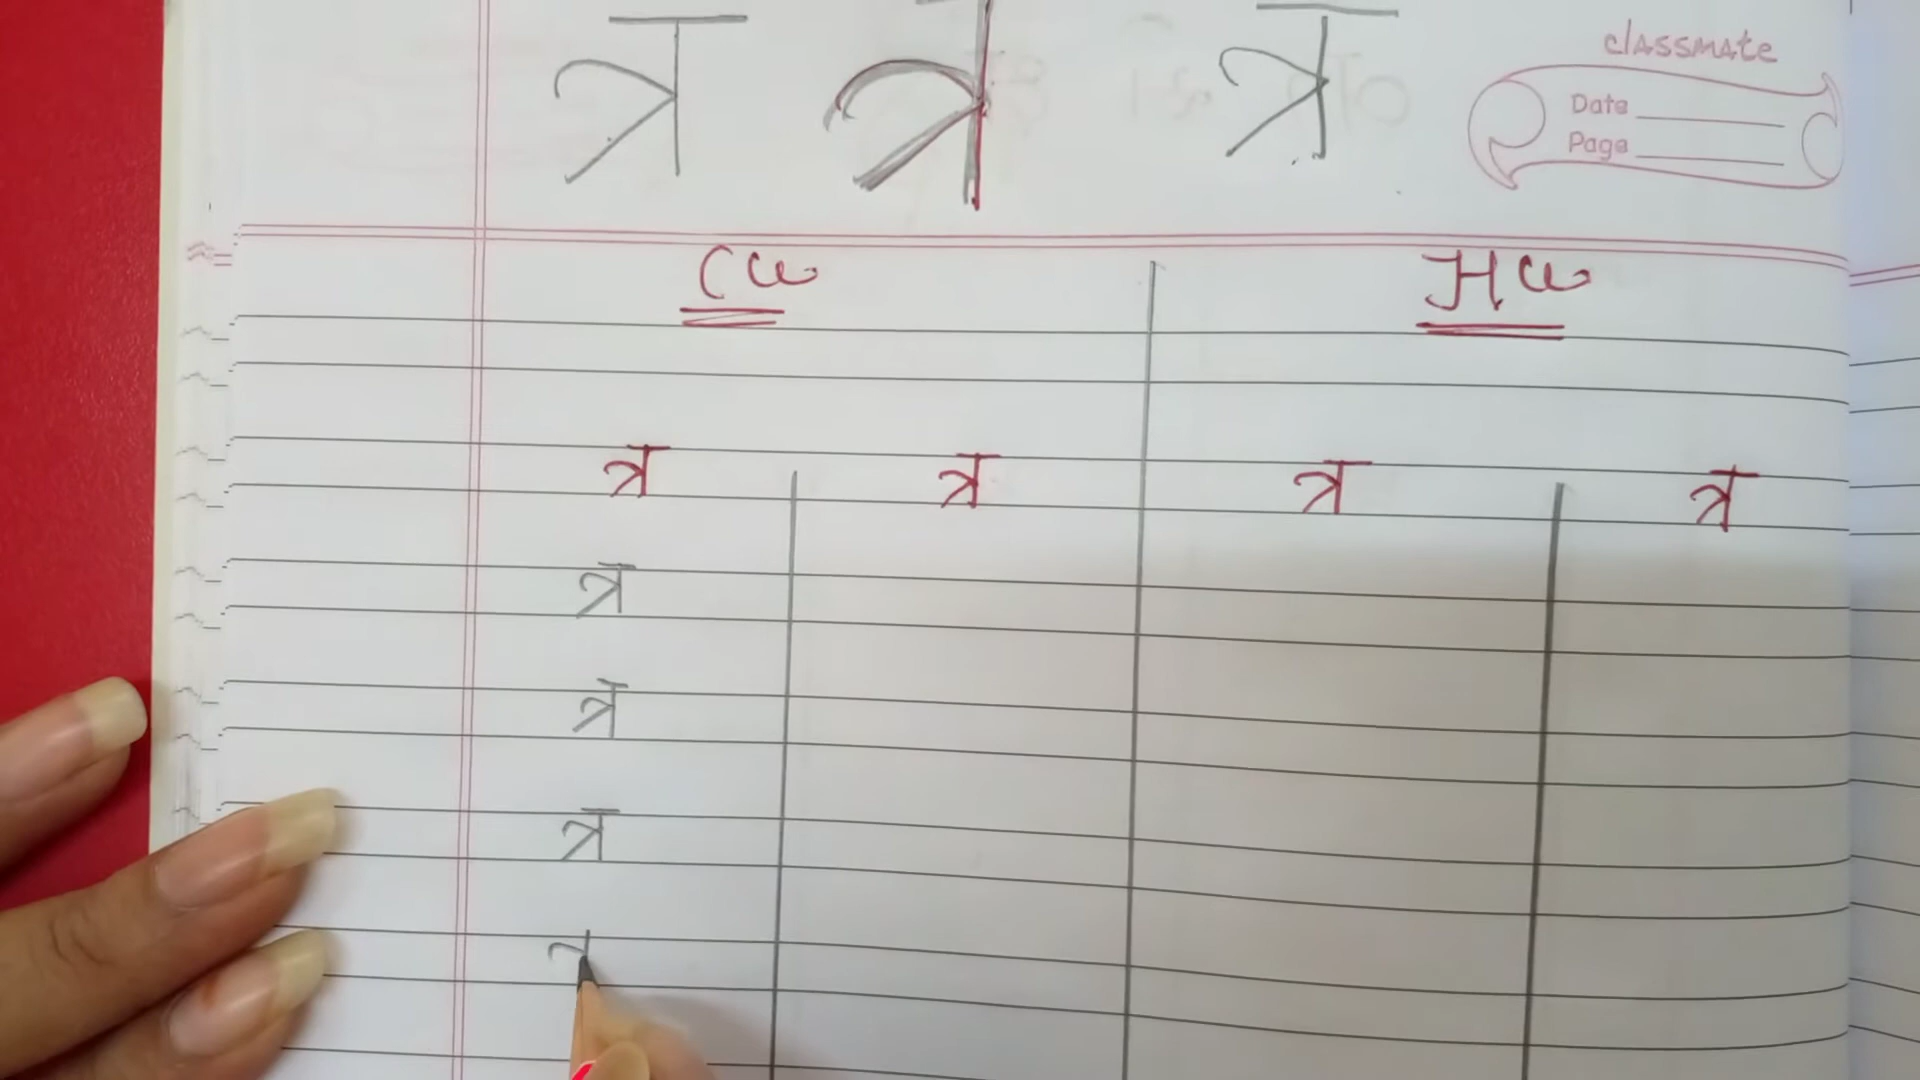 त्र त्र त्र
classmate
Date
Page
CW HW
त्र त्र त्र त्र
त्र
त्र
त्र